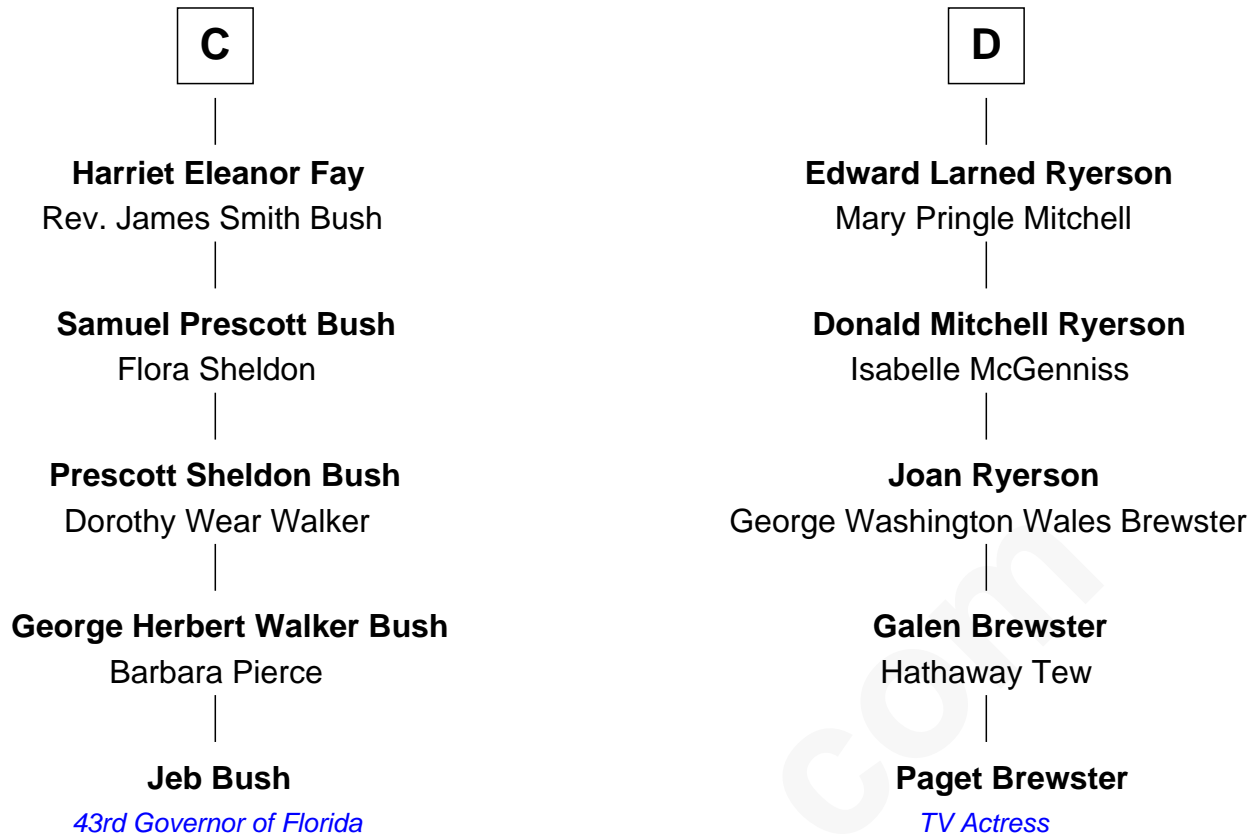 C
Harriet Eleanor Fay
Rev. James Smith Bush
Samuel Prescott Bush
Flora Sheldon
Prescott Sheldon Bush
Dorothy Wear Walker
George Herbert Walker Bush
Barbara Pierce
Jeb Bush
43rd Governor of Florida
D
Edward Larned Ryerson
Mary Pringle Mitchell
Donald Mitchell Ryerson
Isabelle McGenniss
Joan Ryerson
George Washington Wales Brewster
Galen Brewster
Hathaway Tew
Paget Brewster
TV Actress
com